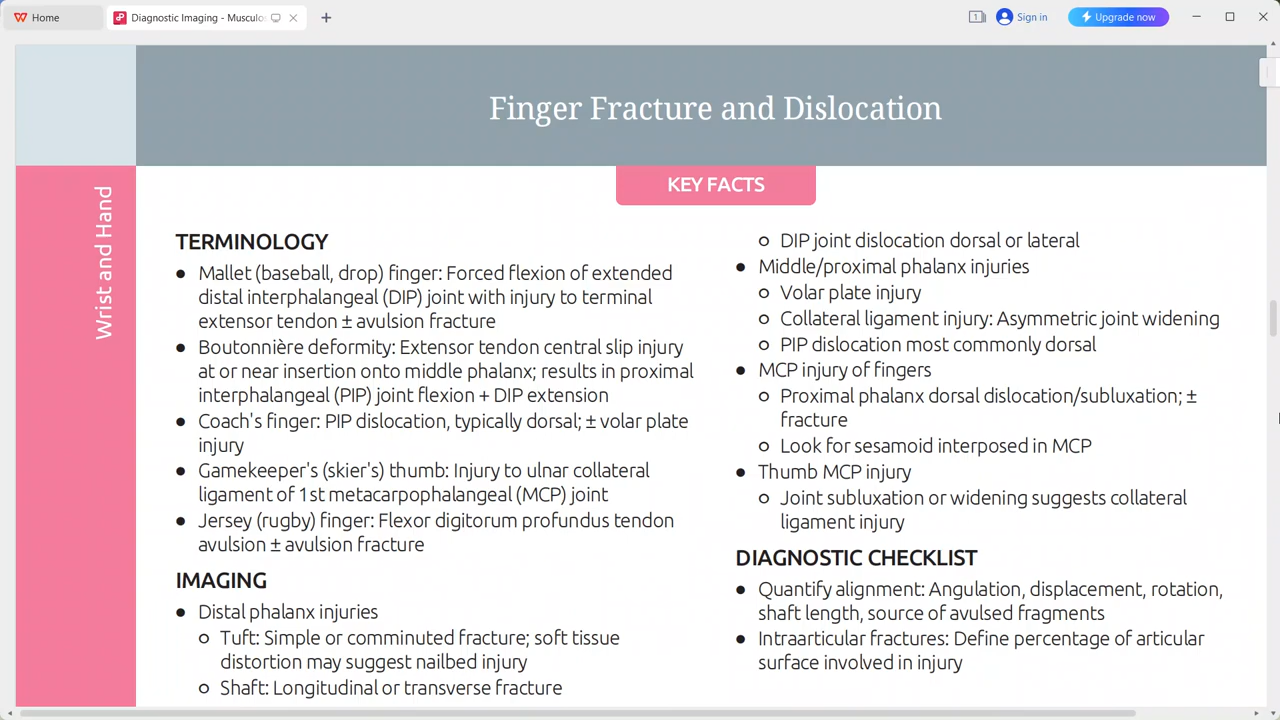 Home
Diagnostic Imaging - Musculos
1
Sign in
Upgrade now
Finger Fracture and Dislocation
Wrist and Hand
KEY FACTS
TERMINOLOGY
● Mallet (baseball, drop) finger: Forced flexion of extended
distal interphalangeal (DIP) joint with injury to terminal
extensor tendon ± avulsion fracture
● Boutonnière deformity: Extensor tendon central slip injury
at or near insertion onto middle phalanx; results in proximal
interphalangeal (PIP) joint flexion + DIP extension
● Coach's finger: PIP dislocation, typically dorsal; ± volar plate
injury
● Gamekeeper's (skier's) thumb: Injury to ulnar collateral
ligament of 1st metacarpophalangeal (MCP) joint
● Jersey (rugby) finger: Flexor digitorum profundus tendon
avulsion ± avulsion fracture
IMAGING
● Distal phalanx injuries
○ Tuft: Simple or comminuted fracture; soft tissue
distortion may suggest nailbed injury
○ Shaft: Longitudinal or transverse fracture
○ DIP joint dislocation dorsal or lateral
● Middle/proximal phalanx injuries
○ Volar plate injury
○ Collateral ligament injury: Asymmetric joint widening
○ PIP dislocation most commonly dorsal
● MCP injury of fingers
○ Proximal phalanx dorsal dislocation/subluxation; ±
fracture
○ Look for sesamoid interposed in MCP
● Thumb MCP injury
○ Joint subluxation or widening suggests collateral
ligament injury
DIAGNOSTIC CHECKLIST
● Quantify alignment: Angulation, displacement, rotation,
shaft length, source of avulsed fragments
● Intraarticular fractures: Define percentage of articular
surface involved in injury